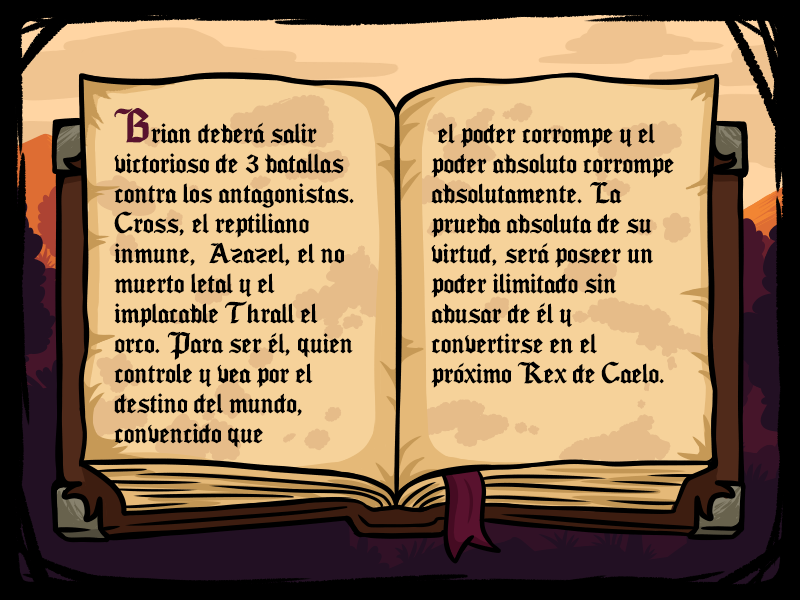 Brian deberá salir
victorioso de 3 batallas
contra los antagonistas.
Cross, el reptiliano
inmune, Azazel, el no
muerto letal y el
implacable Thrall el
orco. Para ser él, quien
controle y vea por el
destino del mundo,
convencido que
el poder corrompe y el
poder absoluto corrompe
absolutamente. La
prueba absoluta de su
virtud, será poseer un
poder ilimitado sin
abusar de él y
convertirse en el
próximo Rex de Caelo.